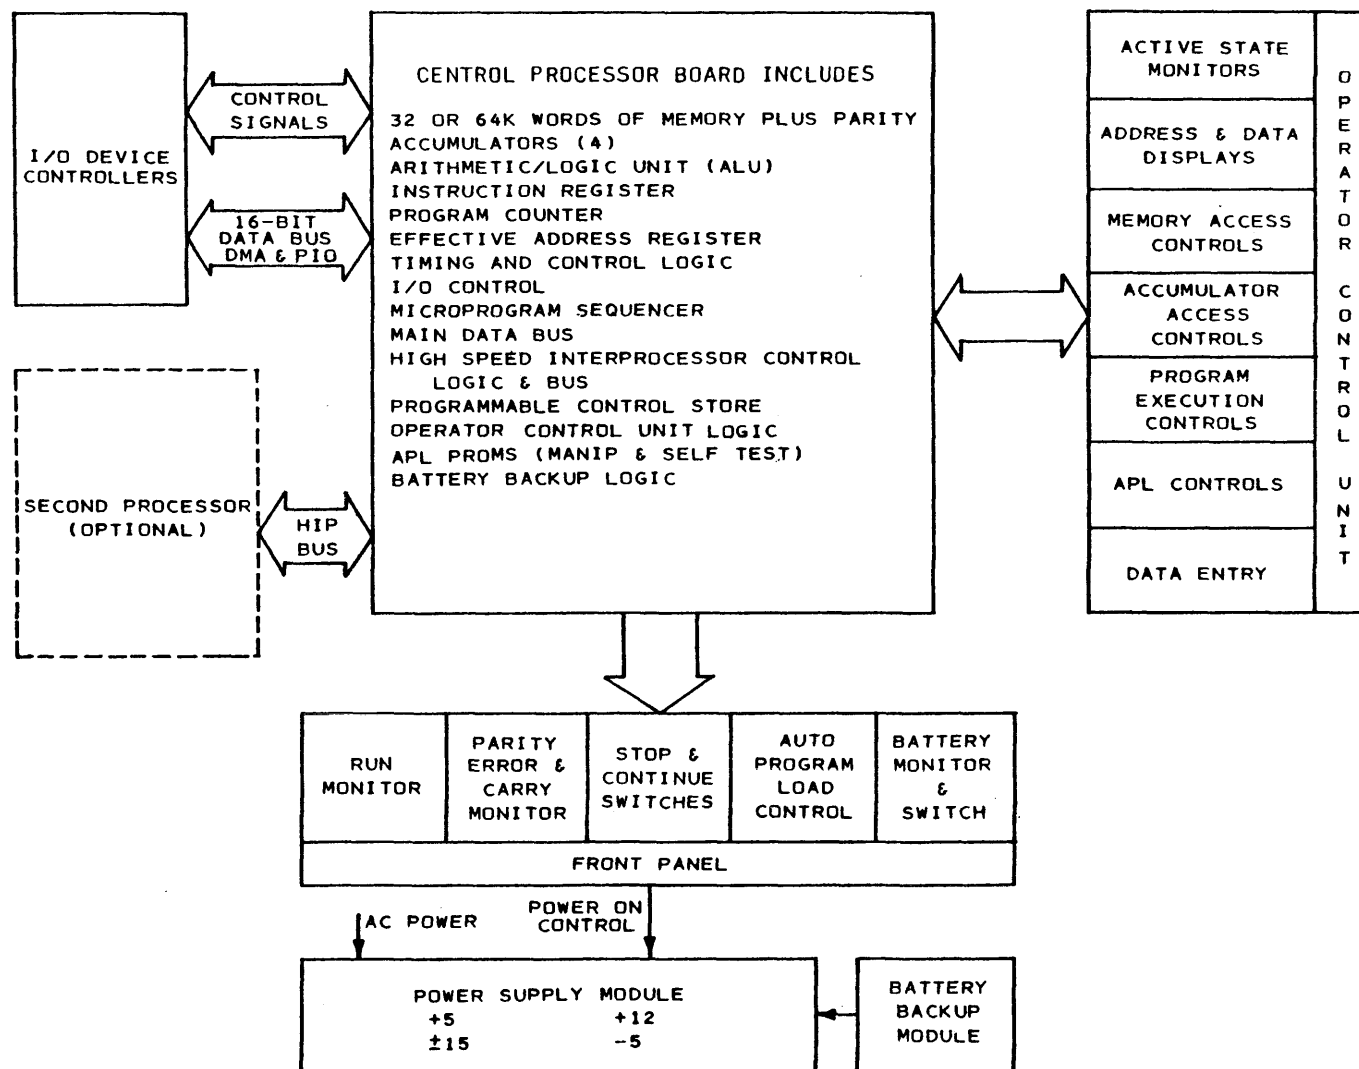 I/O DEVICE
CONTROLLERS
CONTROL
SIGNALS
16-BIT
DATA BUS
DMA & PIO
SECOND PROCESSOR
(OPTIONAL)
HIP
BUS
CENTROL PROCESSOR BOARD INCLUDES
32 OR 64K WORDS OF MEMORY PLUS PARITY
ACCUMULATORS (4)
ARITHMETIC/LOGIC UNIT (ALU)
INSTRUCTION REGISTER
PROGRAM COUNTER
EFFECTIVE ADDRESS REGISTER
TIMING AND CONTROL LOGIC
I/O CONTROL
MICROPROGRAM SEQUENCER
MAIN DATA BUS
HIGH SPEED INTERPROCESSOR CONTROL
LOGIC & BUS
PROGRAMMABLE CONTROL STORE
OPERATOR CONTROL UNIT LOGIC
APL PROMS (MANIP & SELF TEST)
BATTERY BACKUP LOGIC
ACTIVE STATE
MONITORS
ADDRESS & DATA
DISPLAYS
MEMORY ACCESS
CONTROLS
ACCUMULATOR
ACCESS
CONTROLS
PROGRAM
EXECUTION
CONTROLS
APL CONTROLS
DATA ENTRY
OPERATOR CONTROL UNIT
RUN
MONITOR
PARITY
ERROR &
CARRY
MONITOR
STOP &
CONTINUE
SWITCHES
AUTO
PROGRAM
LOAD
CONTROL
BATTERY
MONITOR
&
SWITCH
FRONT PANEL
AC POWER
POWER ON
CONTROL
POWER SUPPLY MODULE
+5 +12
±15 -5
BATTERY
BACKUP
MODULE